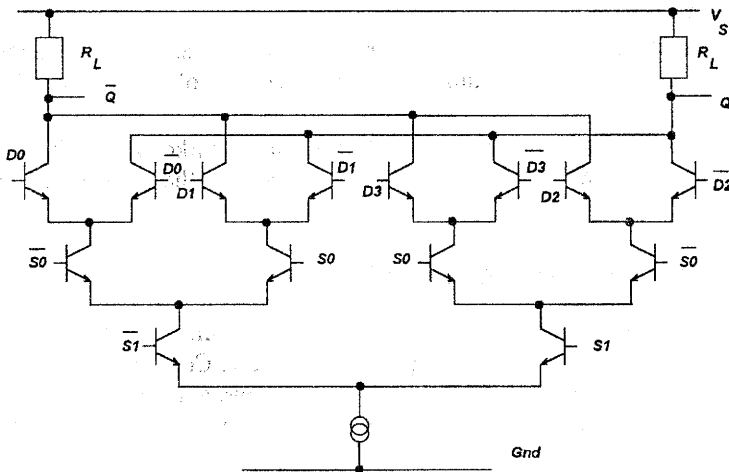 V_S
R_L
R_L
Q̅
Q
D0
D̅0̅
D1
D̅1̅
D3
D̅3̅
D2
D̅2̅
S̅0̅
S0
S0
S̅0̅
S̅1̅
S1
Gnd